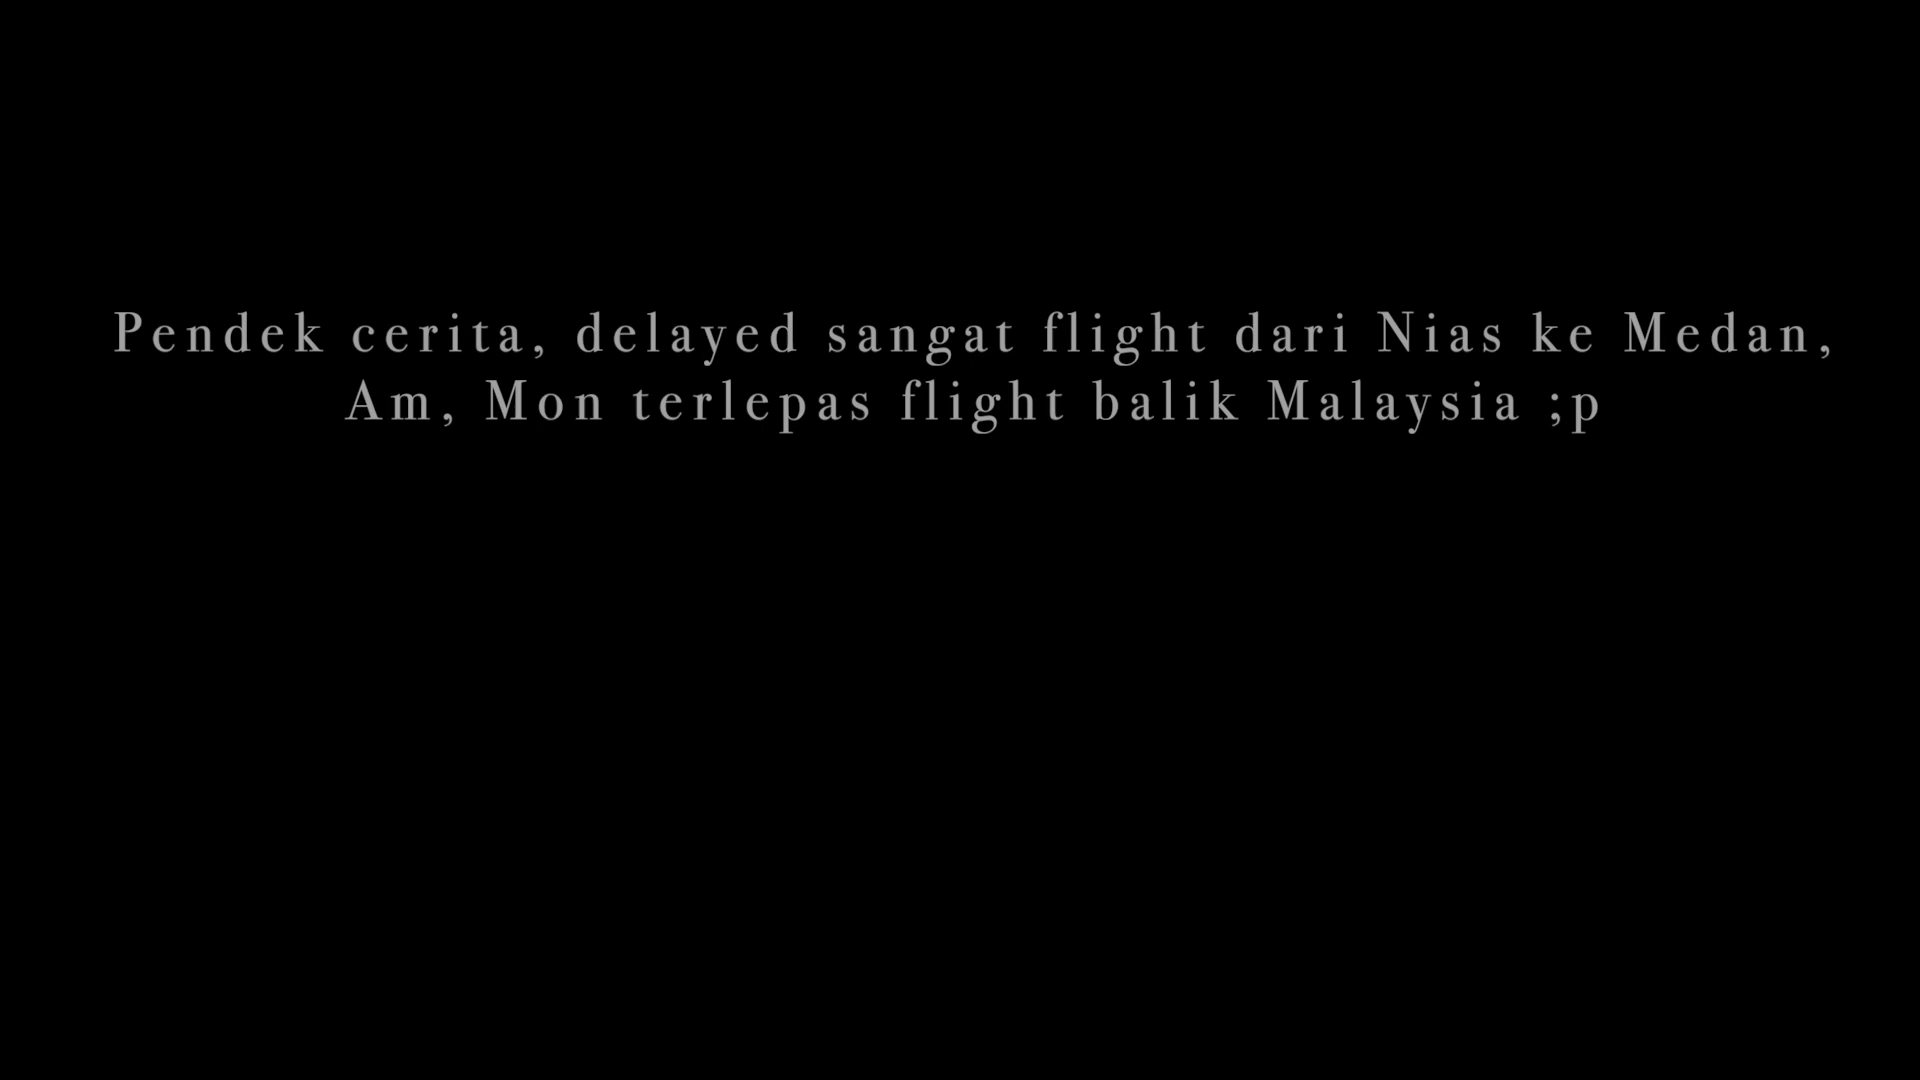 Pendek cerita, delayed sangat flight dari Nias ke Medan,
Am, Mon terlepas flight balik Malaysia ;p